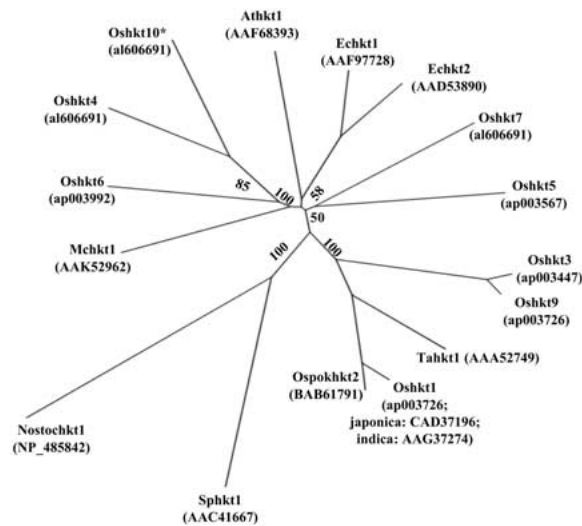 Athkt1
(AAF68393)
Oshkt10*
(al606691)
Echkt1
(AAF97728)
Echkt2
(AAD53890)
Oshkt4
(al606691)
Oshkt7
(al606691)
Oshkt6
(ap003992)
85
100
58
Oshkt5
(ap003567)
50
Mchkt1
(AAK52962)
100
100
Oshkt3
(ap003447)
Oshkt9
(ap003726)
Tahkt1 (AAA52749)
Ospokhkt2
(BAB61791)
Oshkt1
(ap003726;
japonica: CAD37196;
indica: AAG37274)
Nostochkt1
(NP_485842)
Sphkt1
(AAC41667)